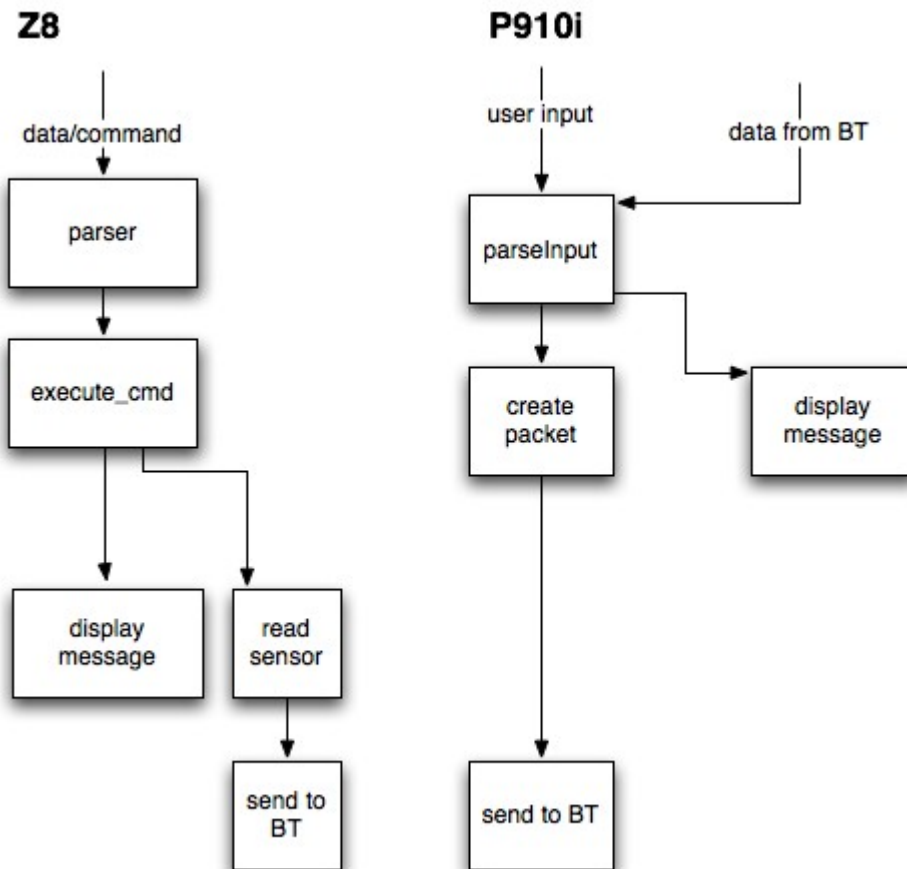 Z8
data/command
parser
execute_cmd
display
message
read
sensor
send to
BT
P910i
user input
data from BT
parseInput
create
packet
display
message
send to BT